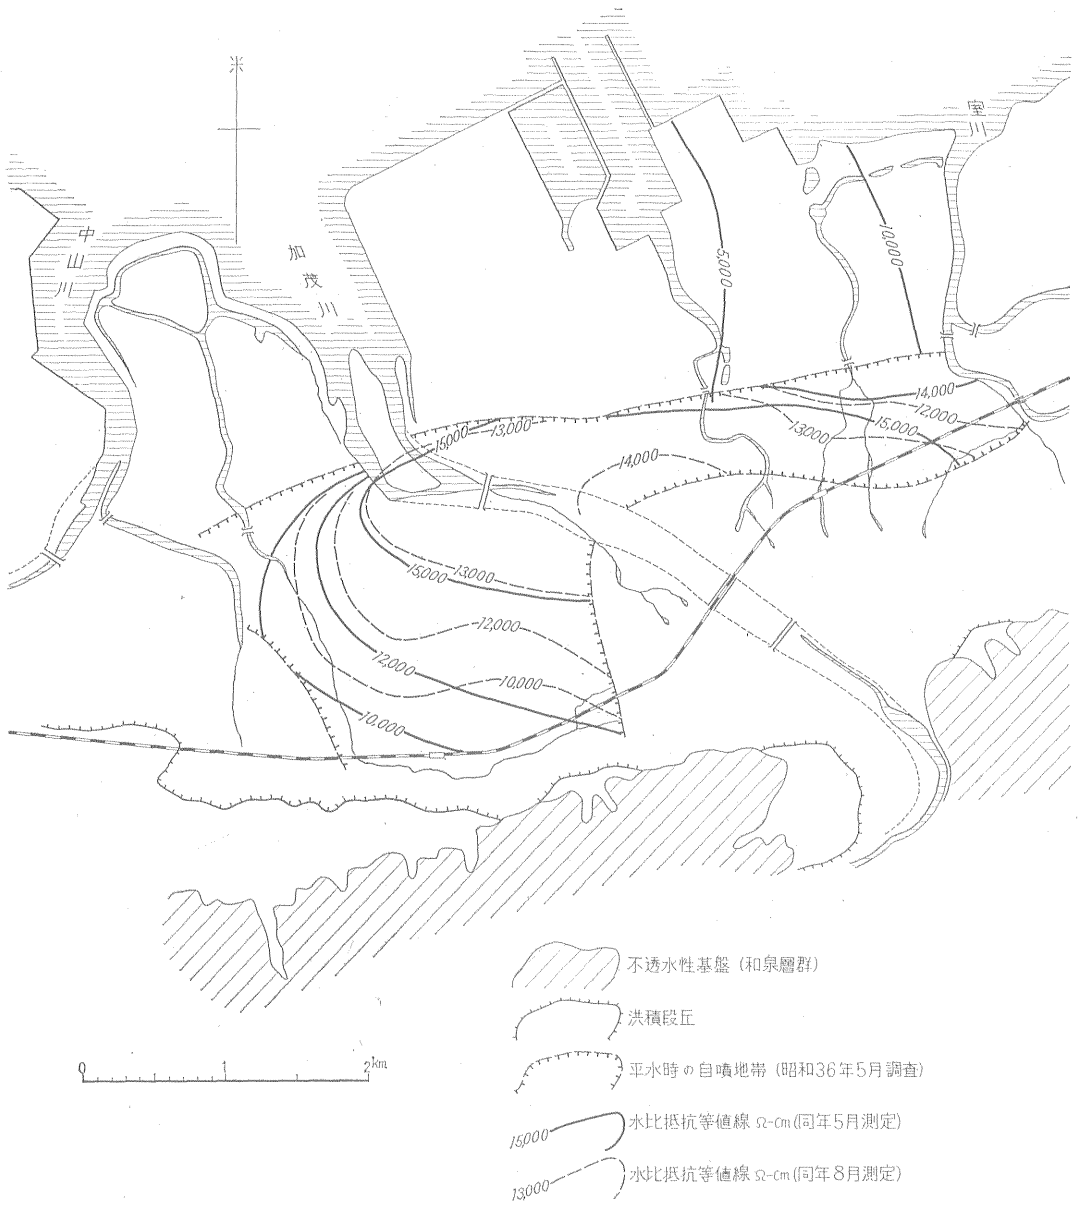 室川
中山川
加茂川
5,000
10,000
14,000
12,000
15,000
13,000
14,000
15,000
13,000
15,000
13,000
12,000
12,000
10,000
10,000
不透水性基盤 (和泉層群)
洪積段丘
平水時の自噴地帯 (昭和36年5月調査)
0 1 2km
15,000 水比抵抗等値線 Ω-cm (同年5月測定)
13,000 水比抵抗等値線 Ω-cm (同年8月測定)